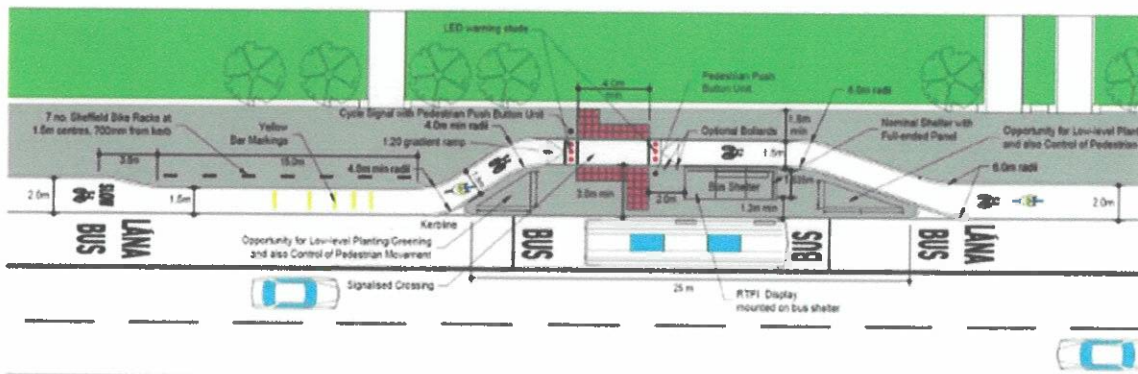 LED warning studs
4.0m
min
Pedestrian Push
Button Unit
6.0m radii
7 no. Sheffield Bike Racks at
1.5m centres, 700mm from kerb
Yellow
Bar Markings
Cycle Signal with Pedestrian Push Button Unit
4.0m min radii
1:20 gradient ramp
1.8m
min
Optional Bollards
Nominal Shelter with
Full-ended Panel
Opportunity for Low-level Plant
and also Control of Pedestrian
3.5m
15.0m
4.0m min radii
1.5m
6.0m radii
2.0m
SLOW
1.5m
3.0m min
2.0m
Bus Shelter
1.2m min
2.0m
Kerbline
LÁNA
BUS
Opportunity for Low-level Planting/Greening
and also Control of Pedestrian Movement
BUS
BUS
LÁNA
BUS
Signalised Crossing
25 m
RTPI Display
mounted on bus shelter